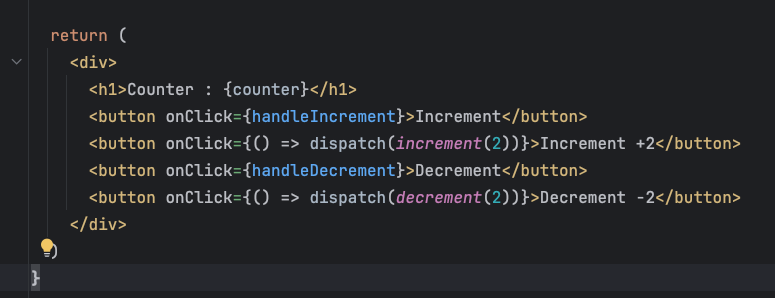 return (
<div>
<h1>Counter : {counter}</h1>
<button onClick={handleIncrement}>Increment</button>
<button onClick={() => dispatch(increment(2))}>Increment +2</button>
<button onClick={handleDecrement}>Decrement</button>
<button onClick={() => dispatch(decrement(2))}>Decrement -2</button>
</div>
)
}